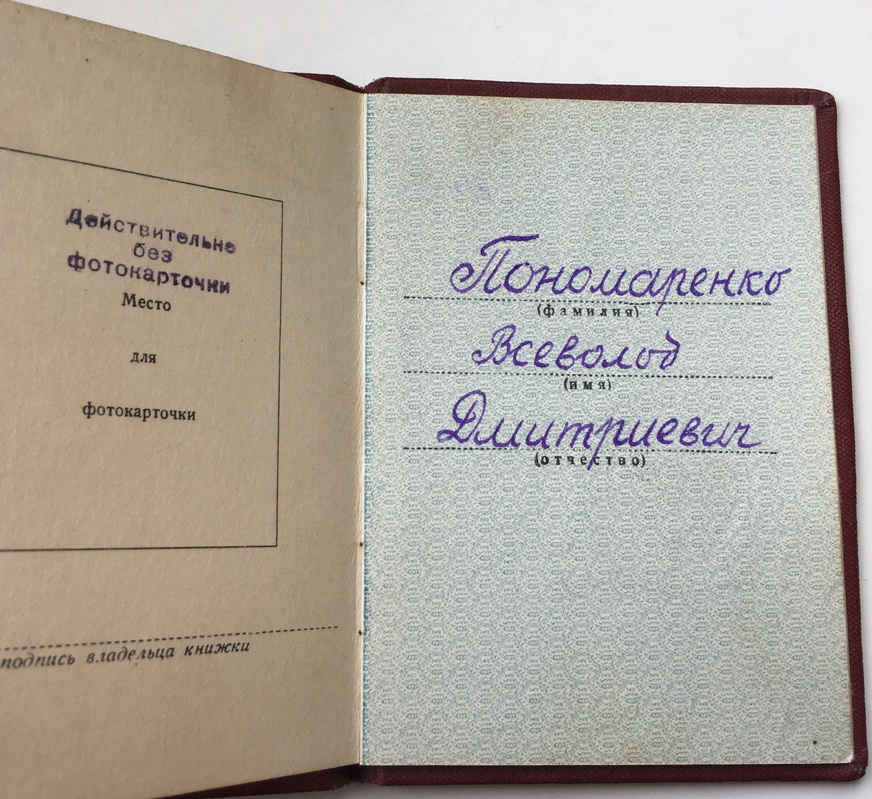 Действительно
без
фотокарточки
Место
для
фотокарточки
подпись владельца книжки
Пономаренко
(фамилия)
Всеволод
(имя)
Дмитриевич
(отчество)